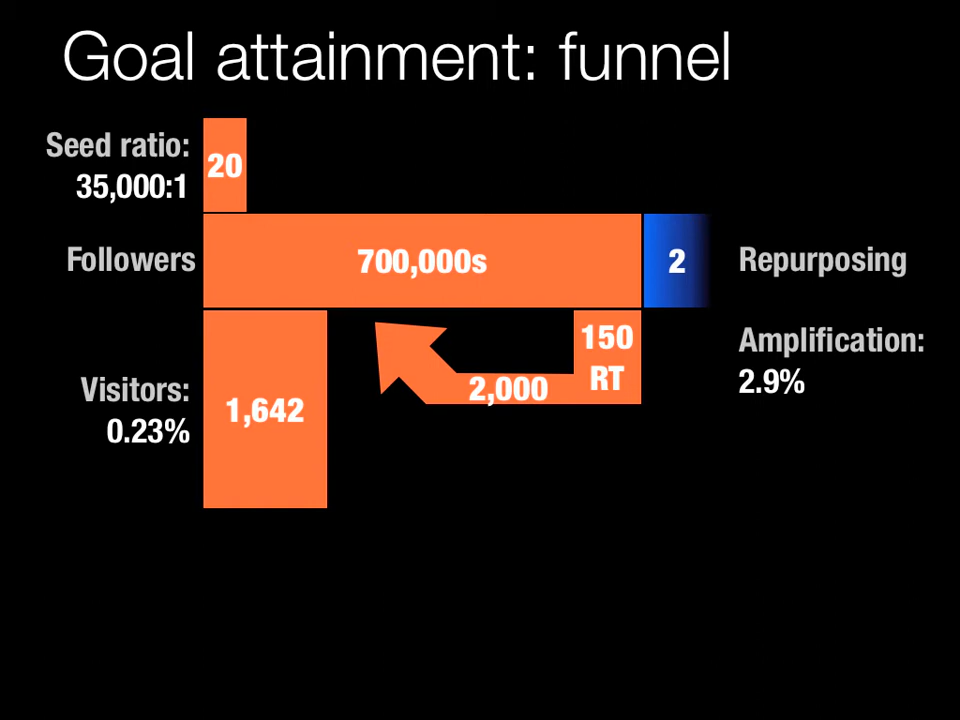 Goal attainment: funnel
Seed ratio:
35,000:1
20
Followers
700,000s
2
Repurposing
Visitors:
0.23%
1,642
2,000
150
RT
Amplification:
2.9%